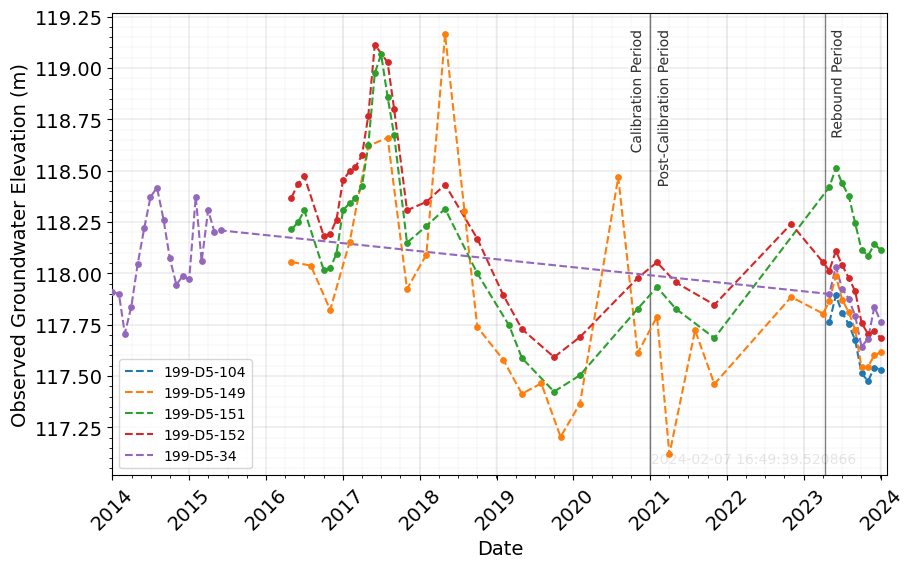 119.25
119.00
118.75
118.50
118.25
118.00
117.75
117.50
117.25
Observed Groundwater Elevation (m)
Calibration Period
Post-Calibration Period
Rebound Period
199-D5-104
199-D5-149
199-D5-151
199-D5-152
199-D5-34
2024-02-07 16:49:39.520866
2014 2015 2016 2017 2018 2019 2020 2021 2022 2023 2024
Date